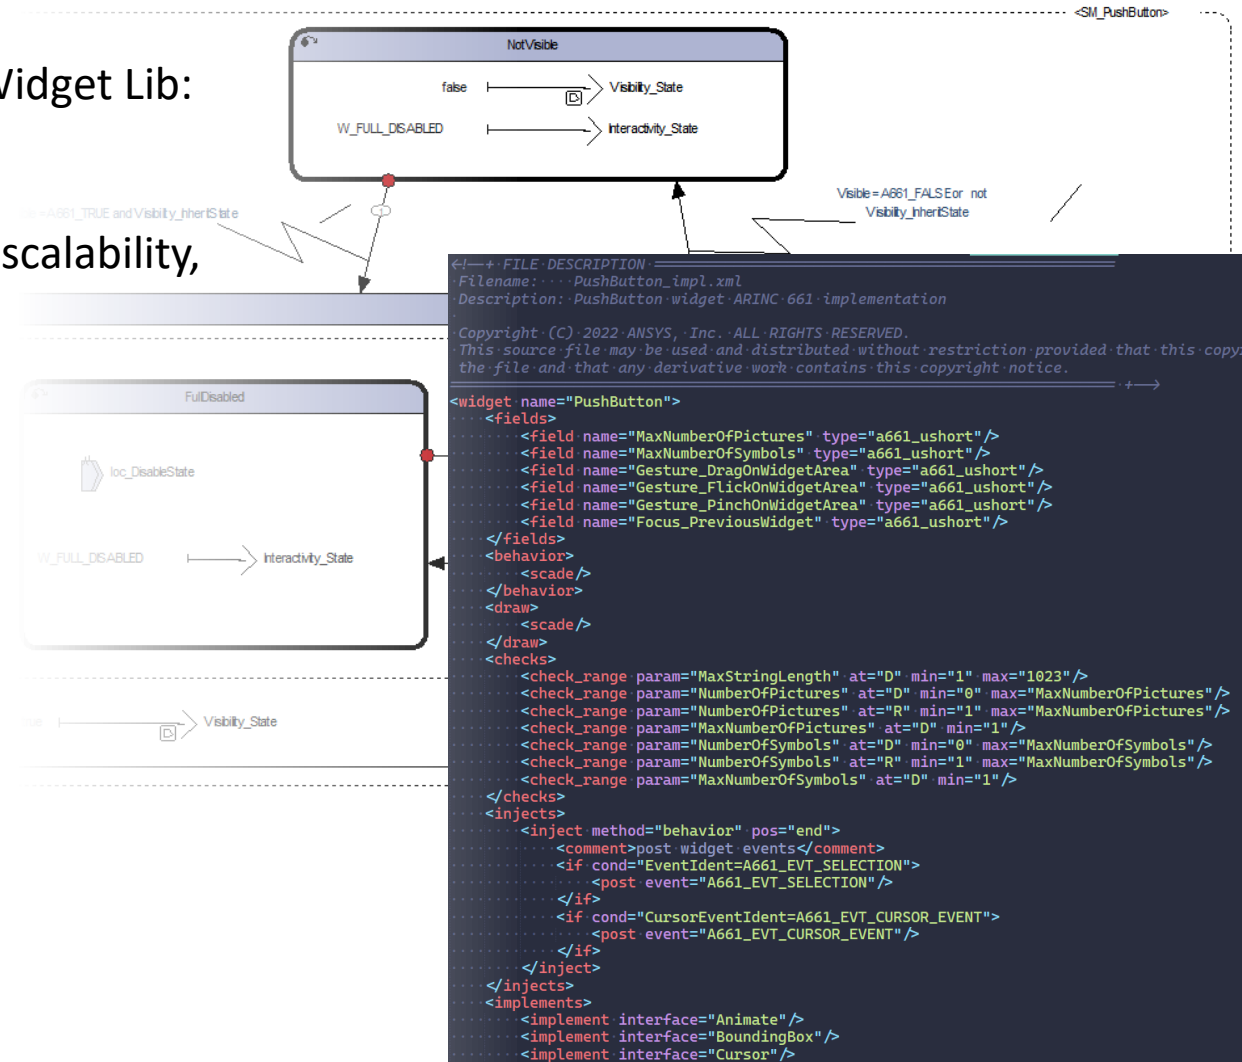 <SM_PushButton>
NotVisible
Widget Lib:
false
Visibility_State
W_FULL_DISABLED
Interactivity_State
Visible = A661_FALSE or not
Visibility_InheritState
=A661_TRUE and Visibility_InheritState
1
scalability,
<!--+ FILE DESCRIPTION ==========
Filename: PushButton_impl.xml
Description: PushButton widget ARINC 661 implementation
Copyright (C) 2022 ANSYS, Inc. ALL RIGHTS RESERVED.
This source file may be used and distributed without restriction provided that this copy
the file and that any derivative work contains this copyright notice.
========== +-->
<widget name="PushButton">
<fields>
<field name="MaxNumberOfPictures" type="a661_ushort"/>
<field name="MaxNumberOfSymbols" type="a661_ushort"/>
<field name="Gesture_DragOnWidgetArea" type="a661_ushort"/>
<field name="Gesture_FlickOnWidgetArea" type="a661_ushort"/>
<field name="Gesture_PinchOnWidgetArea" type="a661_ushort"/>
<field name="Focus_PreviousWidget" type="a661_ushort"/>
</fields>
<behavior>
<scade/>
</behavior>
<draw>
<scade/>
</draw>
<checks>
<check_range param="MaxStringLength" at="D" min="1" max="1023"/>
<check_range param="NumberOfPictures" at="D" min="0" max="MaxNumberOfPictures"/>
<check_range param="NumberOfPictures" at="R" min="1" max="MaxNumberOfPictures"/>
<check_range param="MaxNumberOfPictures" at="D" min="1"/>
<check_range param="NumberOfSymbols" at="D" min="0" max="MaxNumberOfSymbols"/>
<check_range param="NumberOfSymbols" at="R" min="1" max="MaxNumberOfSymbols"/>
<check_range param="MaxNumberOfSymbols" at="D" min="1"/>
</checks>
<injects>
<inject method="behavior" pos="end">
<comment>post widget events</comment>
<if cond="EventIdent=A661_EVT_SELECTION">
<post event="A661_EVT_SELECTION"/>
</if>
<if cond="CursorEventIdent=A661_EVT_CURSOR_EVENT">
<post event="A661_EVT_CURSOR_EVENT"/>
</if>
</inject>
</injects>
<implements>
<implement interface="Animate"/>
<implement interface="BoundingBox"/>
<implement interface="Cursor"/>
FullDisabled
loc_DisableState
W_FULL_DISABLED
Interactivity_State
Visibility_State